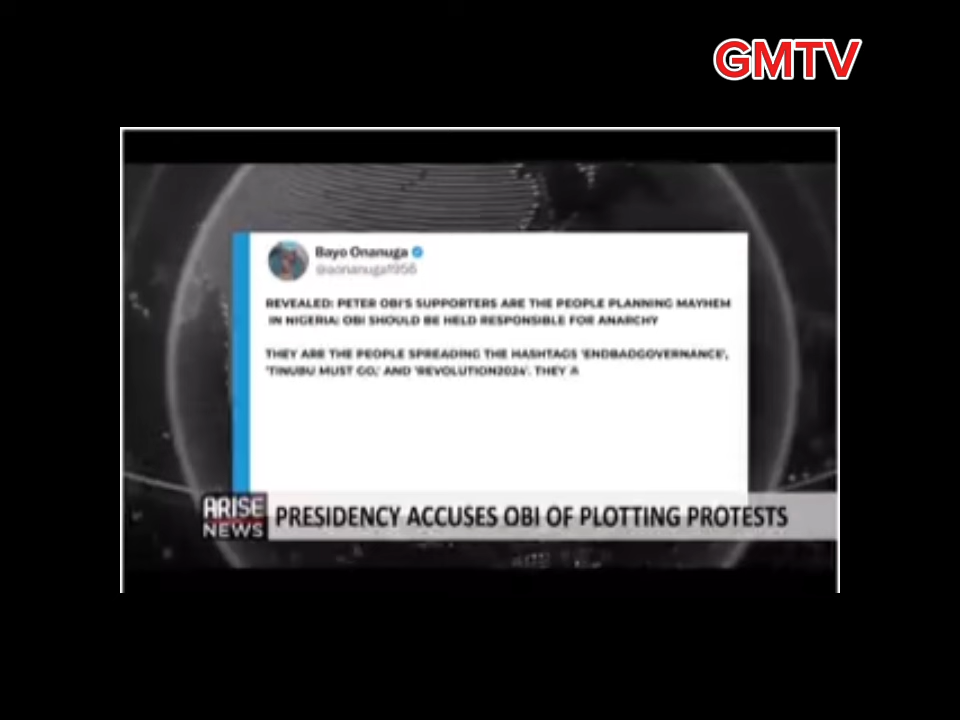 GMTV
Bayo Onanuga
@aonanuga1956
REVEALED: PETER OBI'S SUPPORTERS ARE THE PEOPLE PLANNING MAYHEM
IN NIGERIA; OBI SHOULD BE HELD RESPONSIBLE FOR ANARCHY
THEY ARE THE PEOPLE SPREADING THE HASHTAGS 'ENDBADGOVERNANCE',
'TINUBU MUST GO,' AND 'REVOLUTION2024'. THEY A
ARISE
NEWS
PRESIDENCY ACCUSES OBI OF PLOTTING PROTESTS